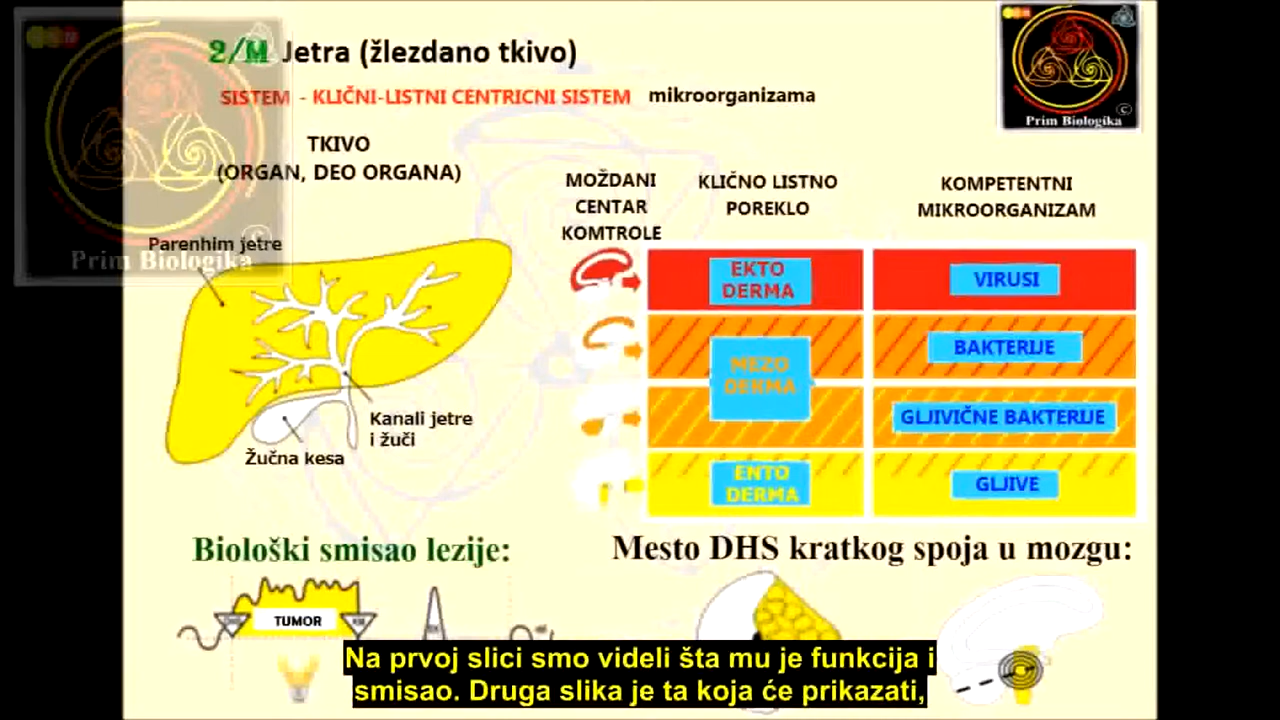 2/M Jetra (žlezdano tkivo)
SISTEM - KLIČNI-LISTNI CENTRICNI SISTEM mikroorganizama
TKIVO
(ORGAN, DEO ORGANA)
MOŽDANI
CENTAR
KOMTROLE
KLIČNO LISTNO
POREKLO
KOMPETENTNI
MIKROORGANIZAM
Prim Biologika
©
Parenhim jetre
Prim Biologika
©
EKTO
DERMA
VIRUSI
MEZO
DERMA
BAKTERIJE
GLJIVIČNE BAKTERIJE
ENTO
DERMA
GLJIVE
Kanali jetre
i žuči
Žučna kesa
Biološki smisao lezije:
Mesto DHS kratkog spoja u mozgu:
TUMOR
Na prvoj slici smo videli šta mu je funkcija i
smisao. Druga slika je ta koja će prikazati,